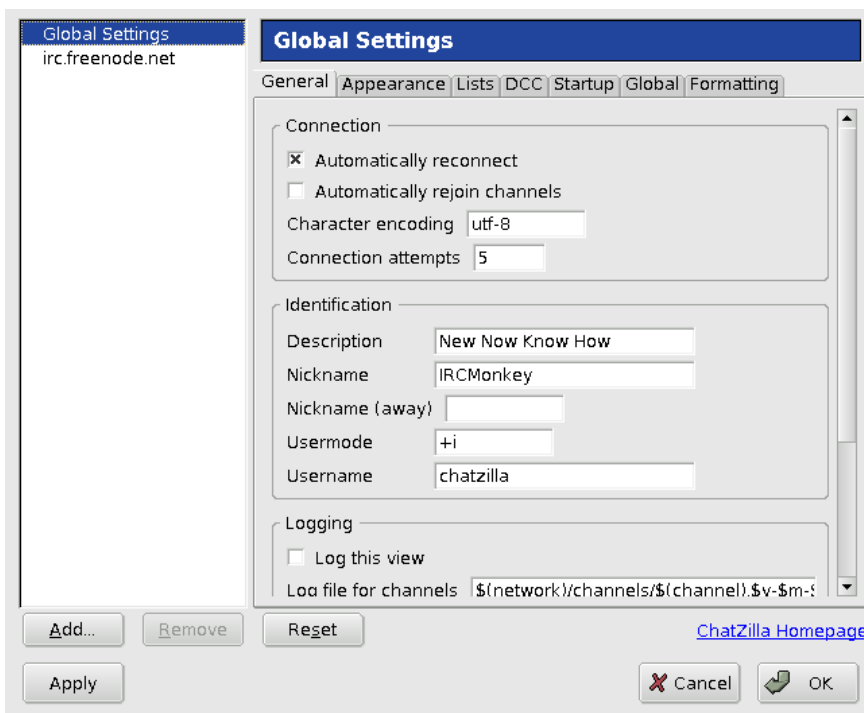 Global Settings
irc.freenode.net
Global Settings
General Appearance Lists DCC Startup Global Formatting
Connection
Automatically reconnect
Automatically rejoin channels
Character encoding utf-8
Connection attempts 5
Identification
Description New Now Know How
Nickname IRCMonkey
Nickname (away)
Usermode +i
Username chatzilla
Logging
Log this view
Log file for channels $(network)/channels/$(channel).$y-$m-$
Add... Remove Reset ChatZilla Homepage
Apply Cancel OK